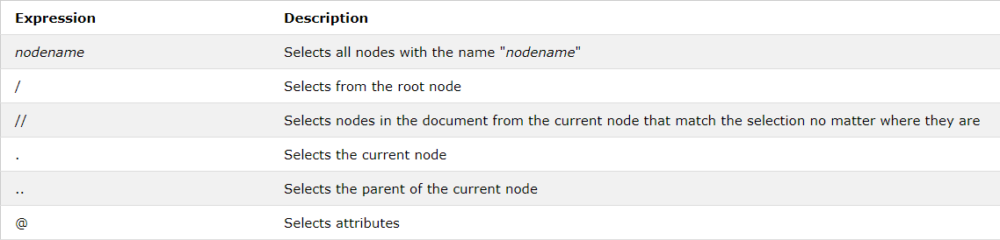 Expression Description
nodename Selects all nodes with the name "nodename"
/ Selects from the root node
// Selects nodes in the document from the current node that match the selection no matter where they are
. Selects the current node
.. Selects the parent of the current node
@ Selects attributes